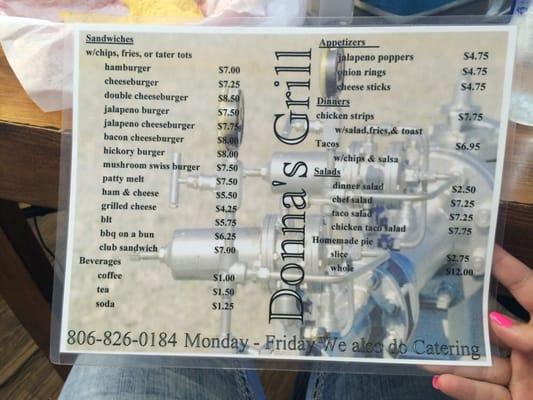 Sandwiches
w/chips, fries, or tater tots
hamburger $7.00
cheeseburger $7.25
double cheeseburger $8.50
jalapeno burger $7.50
jalapeno cheeseburger $7.75
bacon cheeseburger $8.00
hickory burger $8.00
mushroom swiss burger $7.50
patty melt $7.50
ham & cheese $5.50
grilled cheese $4.25
blt $5.75
bbq on a bun $6.25
club sandwich $7.00
Beverages
coffee $1.00
tea $1.50
soda $1.25
Donna's Grill
Appetizers
jalapeno poppers $4.75
onion rings $4.75
cheese sticks $4.75
Dinners
chicken strips $7.75
w/salad,fries,& toast
Tacos $6.95
w/chips & salsa
Salads
dinner salad $2.50
chef salad $7.25
taco salad $7.25
chicken taco salad $7.75
Homemade pie
slice $2.75
whole $12.00
806-826-0184 Monday - Friday We also do Catering